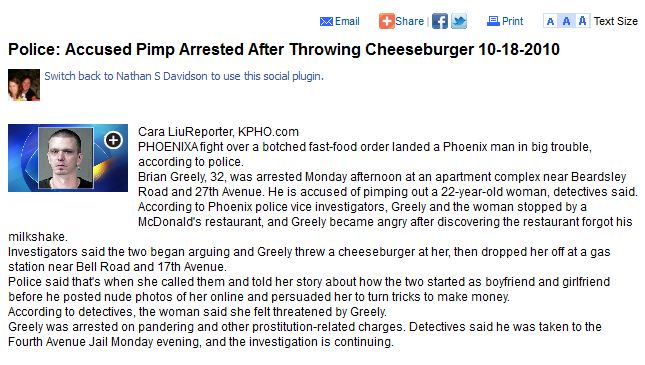 Email Share | Print A A A Text Size
Police: Accused Pimp Arrested After Throwing Cheeseburger 10-18-2010
Switch back to Nathan S Davidson to use this social plugin.
Cara LiuReporter, KPHO.com
PHOENIXA fight over a botched fast-food order landed a Phoenix man in big trouble,
according to police.
Brian Greely, 32, was arrested Monday afternoon at an apartment complex near Beardsley
Road and 27th Avenue. He is accused of pimping out a 22-year-old woman, detectives said.
According to Phoenix police vice investigators, Greely and the woman stopped by a
McDonald's restaurant, and Greely became angry after discovering the restaurant forgot his
milkshake.
Investigators said the two began arguing and Greely threw a cheeseburger at her, then dropped her off at a gas
station near Bell Road and 17th Avenue.
Police said that's when she called them and told her story about how the two started as boyfriend and girlfriend
before he posted nude photos of her online and persuaded her to turn tricks to make money.
According to detectives, the woman said she felt threatened by Greely.
Greely was arrested on pandering and other prostitution-related charges. Detectives said he was taken to the
Fourth Avenue Jail Monday evening, and the investigation is continuing.